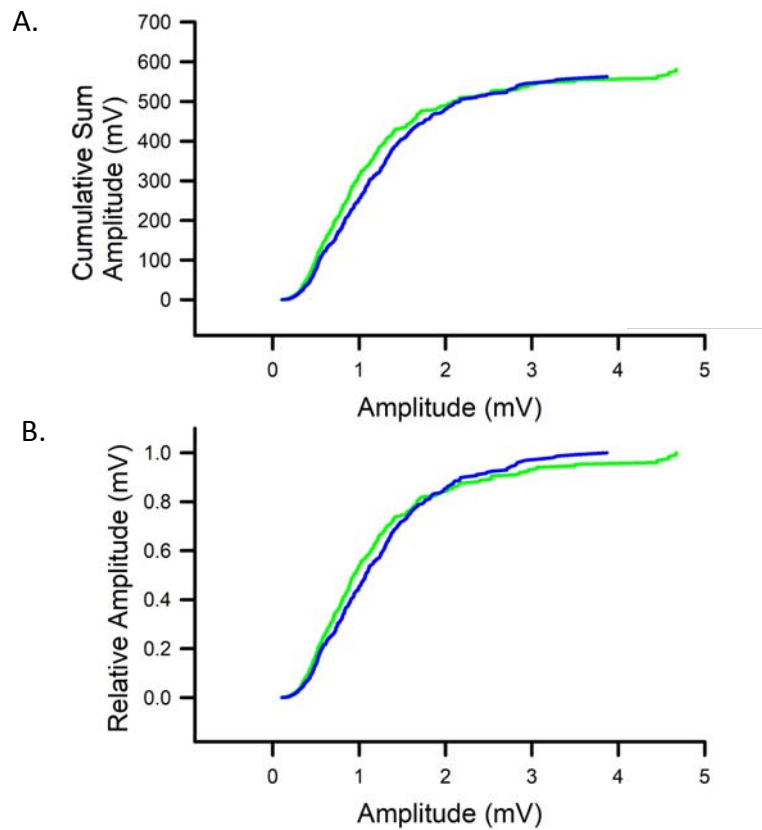 A.
Cumulative Sum
Amplitude (mV)
700
600
500
400
300
200
100
0
0 1 2 3 4 5
Amplitude (mV)
B.
Relative Amplitude (mV)
1.0
0.8
0.6
0.4
0.2
0.0
0 1 2 3 4 5
Amplitude (mV)